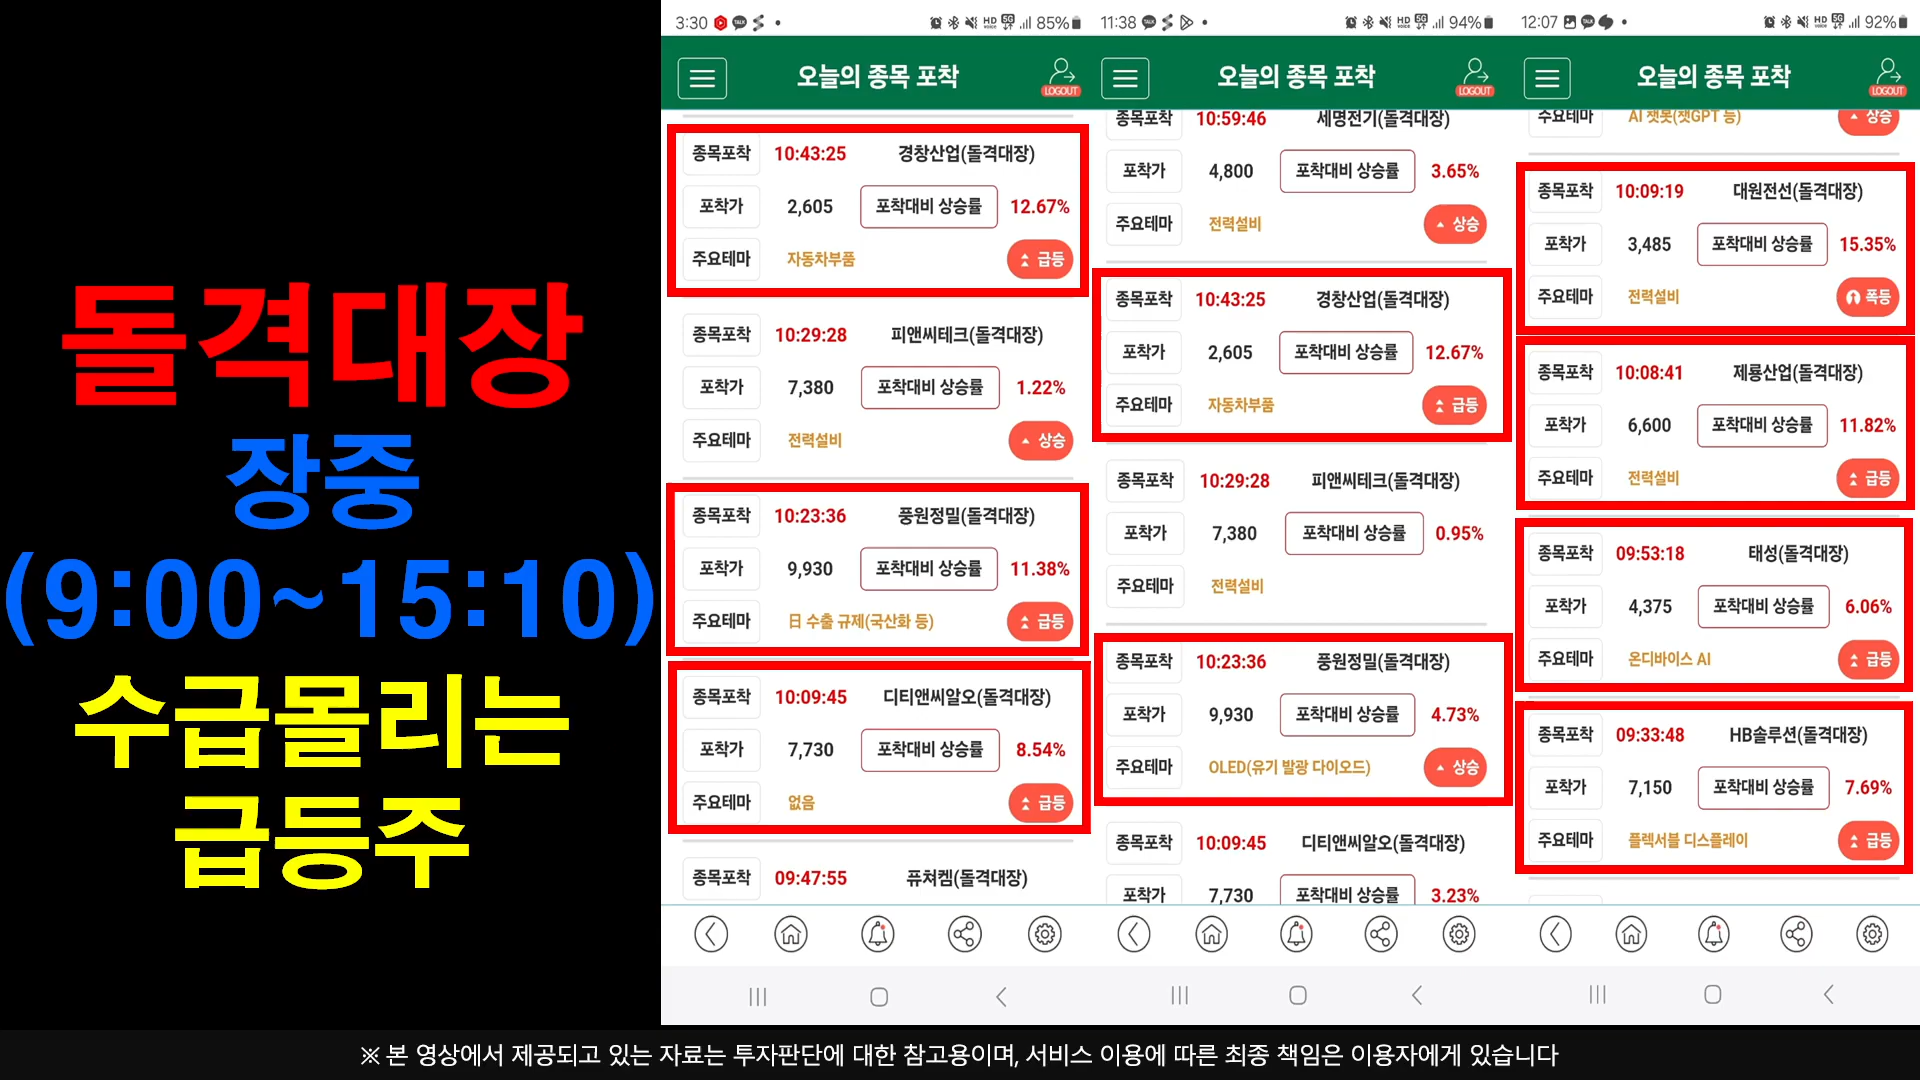 돌격대장
장중
(9:00~15:10)
수급몰리는
급등주
3:30 85%
오늘의 종목 포착
LOGOUT
종목포착 10:43:25 경창산업(돌격대장)
포착가 2,605 포착대비 상승률 12.67%
주요테마 자동차부품 급등
종목포착 10:29:28 피앤씨테크(돌격대장)
포착가 7,380 포착대비 상승률 1.22%
주요테마 전력설비 상승
종목포착 10:23:36 풍원정밀(돌격대장)
포착가 9,930 포착대비 상승률 11.38%
주요테마 日 수출 규제(국산화 등) 급등
종목포착 10:09:45 디티앤씨알오(돌격대장)
포착가 7,730 포착대비 상승률 8.54%
주요테마 없음 급등
종목포착 09:47:55 퓨쳐켐(돌격대장)
11:38 94%
오늘의 종목 포착
LOGOUT
종목포착 10:59:46 세명전기(돌격대장)
포착가 4,800 포착대비 상승률 3.65%
주요테마 전력설비 상승
종목포착 10:43:25 경창산업(돌격대장)
포착가 2,605 포착대비 상승률 12.67%
주요테마 자동차부품 급등
종목포착 10:29:28 피앤씨테크(돌격대장)
포착가 7,380 포착대비 상승률 0.95%
주요테마 전력설비
종목포착 10:23:36 풍원정밀(돌격대장)
포착가 9,930 포착대비 상승률 4.73%
주요테마 OLED(유기 발광 다이오드) 상승
종목포착 10:09:45 디티앤씨알오(돌격대장)
포착가 7,730 포착대비 상승률 3.23%
12:07 92%
오늘의 종목 포착
LOGOUT
주요테마 AI 챗봇(챗GPT 등) 상승
종목포착 10:09:19 대원전선(돌격대장)
포착가 3,485 포착대비 상승률 15.35%
주요테마 전력설비 폭등
종목포착 10:08:41 제룡산업(돌격대장)
포착가 6,600 포착대비 상승률 11.82%
주요테마 전력설비 급등
종목포착 09:53:18 태성(돌격대장)
포착가 4,375 포착대비 상승률 6.06%
주요테마 온디바이스 AI 급등
종목포착 09:33:48 HB솔루션(돌격대장)
포착가 7,150 포착대비 상승률 7.69%
주요테마 플렉서블 디스플레이 급등
※ 본 영상에서 제공되고 있는 자료는 투자판단에 대한 참고용이며, 서비스 이용에 따른 최종 책임은 이용자에게 있습니다